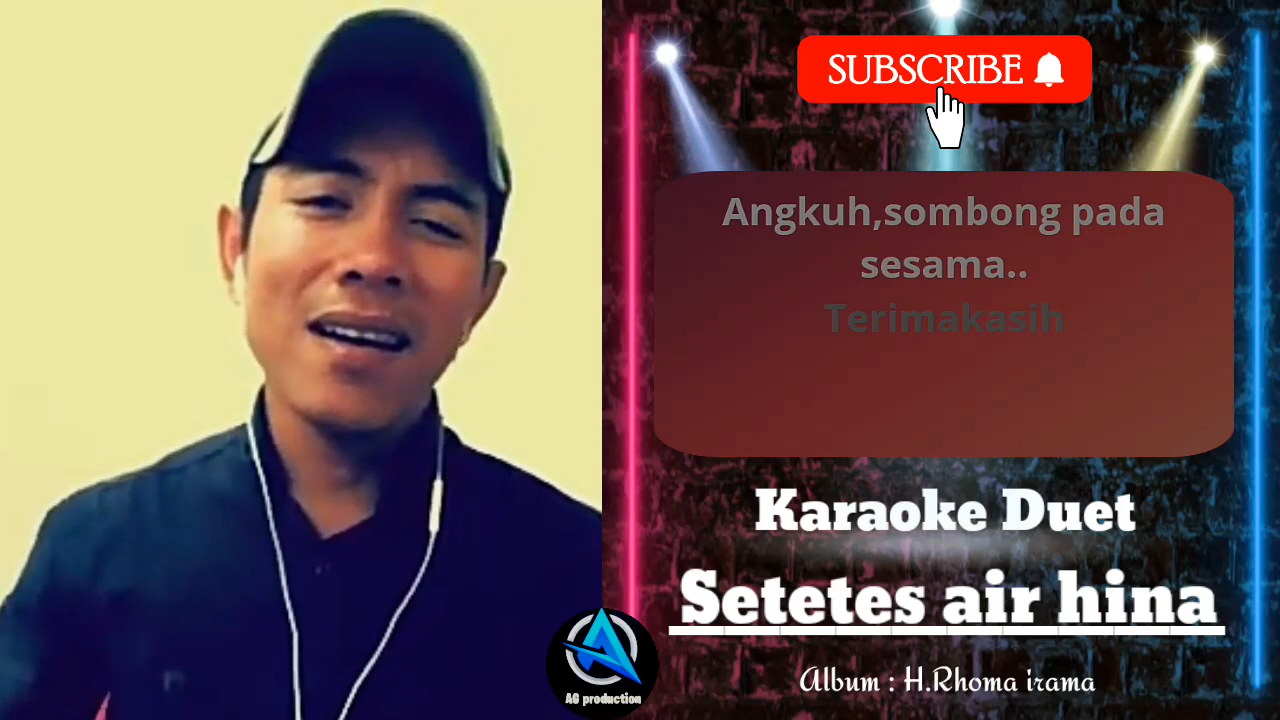 SUBSCRIBE
Angkuh,sombong pada
sesama..
Terimakasih
Karaoke Duet
Setetes air hina
Album : H.Rhoma irama
AG production